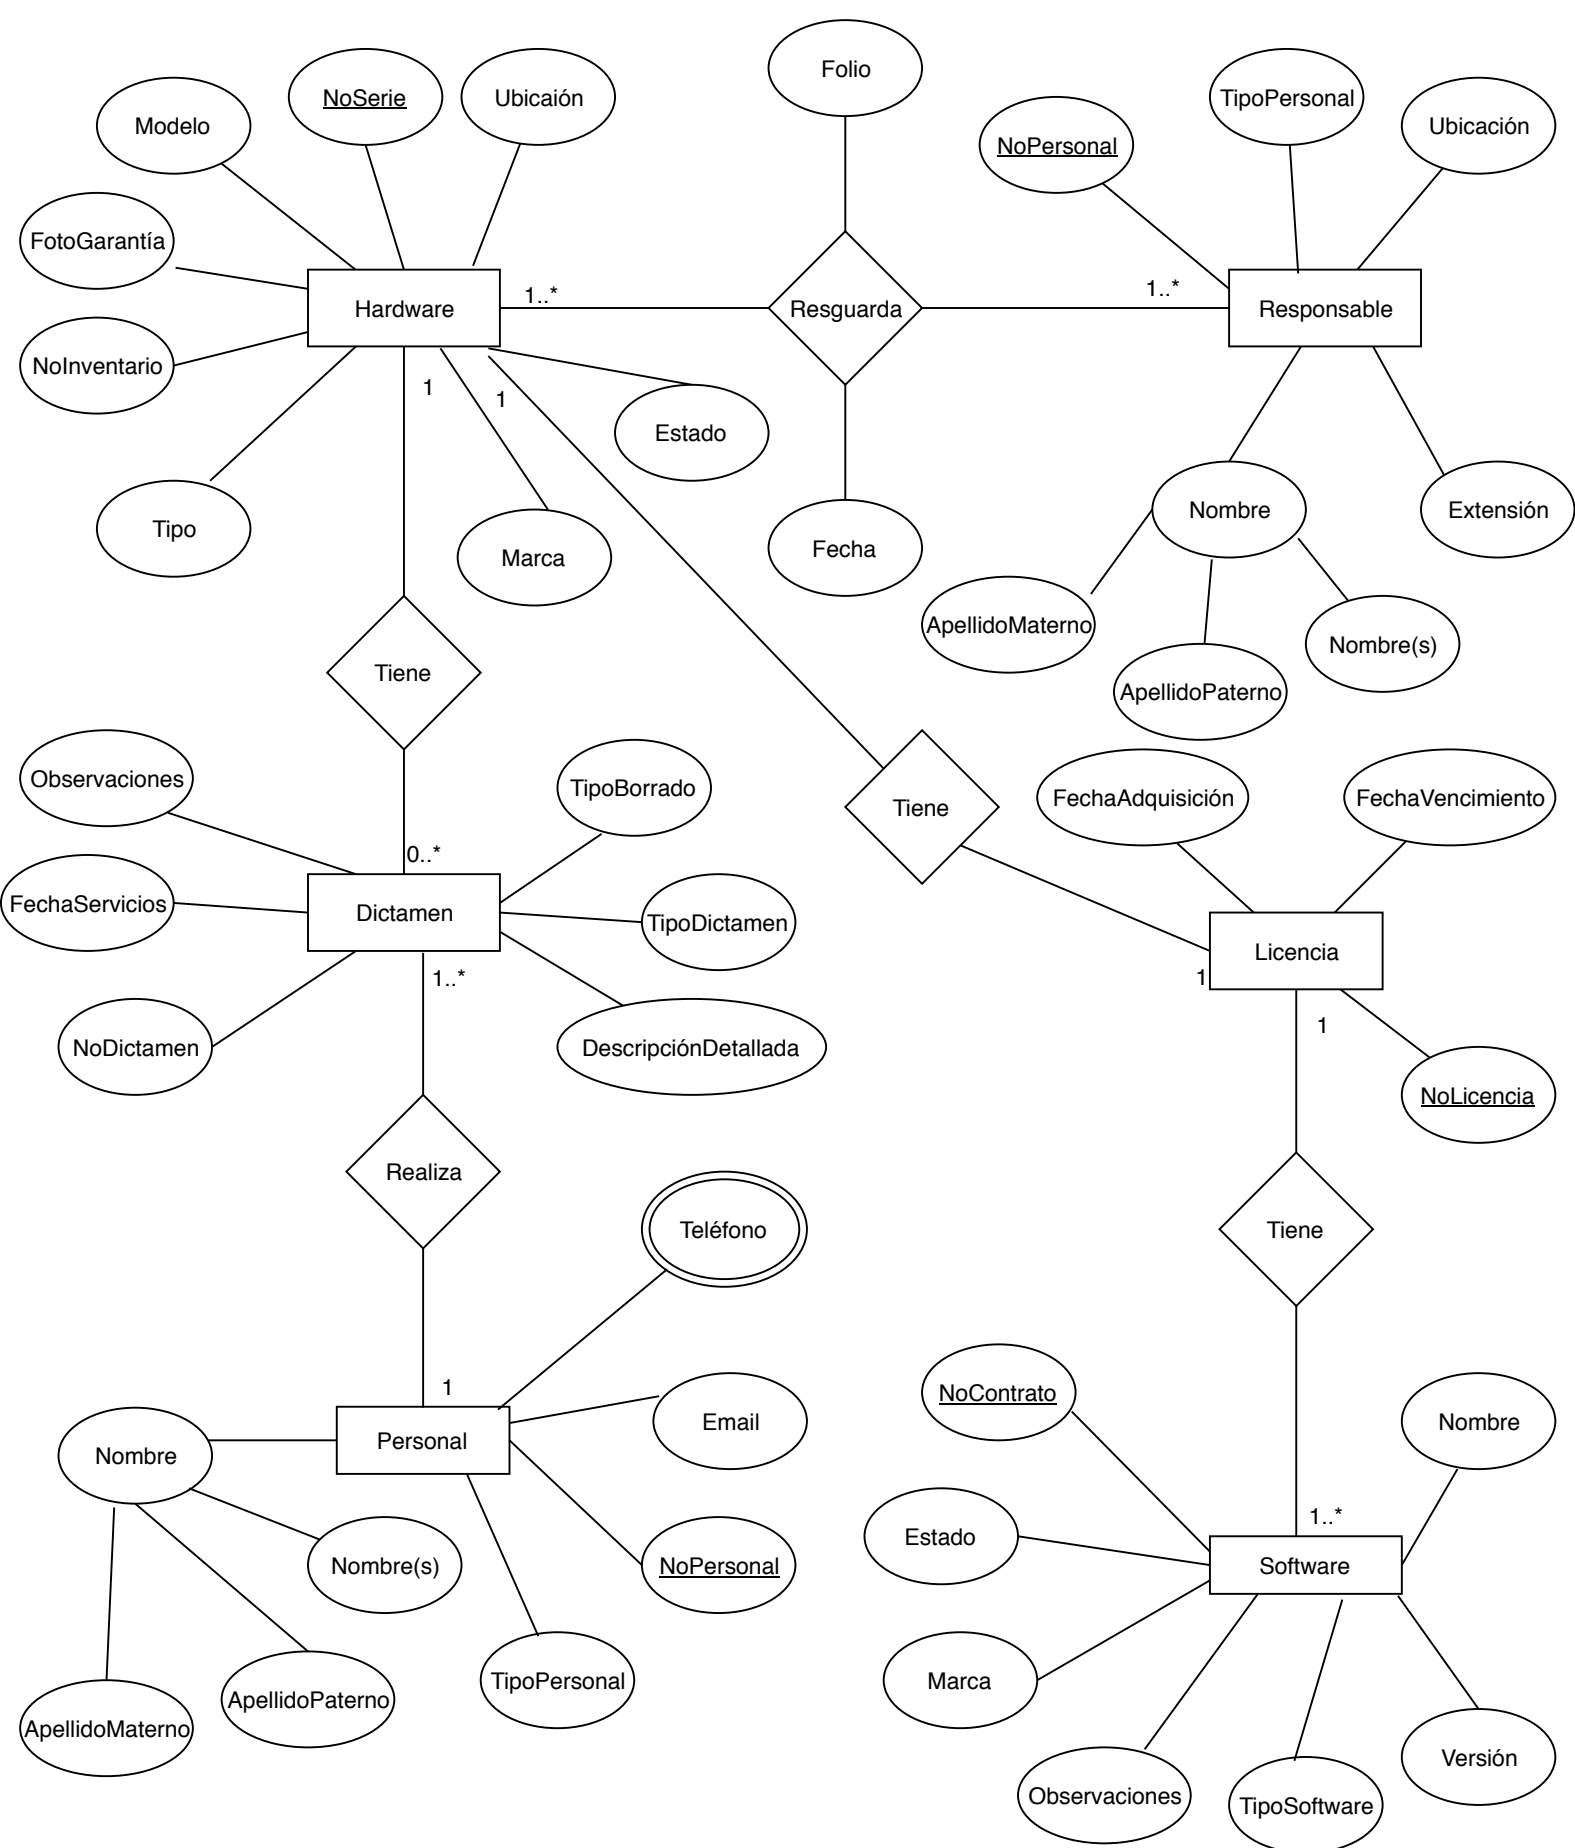 Folio
NoSerie
Ubicaión
TipoPersonal
Modelo
Ubicación
NoPersonal
FotoGarantía
1..*
1..*
Hardware
Resguarda
Responsable
NoInventario
1
1
Estado
Nombre
Extensión
Tipo
Marca
Fecha
ApellidoMaterno
Nombre(s)
Tiene
ApellidoPaterno
Observaciones
TipoBorrado
FechaAdquisición
FechaVencimiento
Tiene
0..*
FechaServicios
Dictamen
TipoDictamen
Licencia
1..*
1
1
NoDictamen
DescripciónDetallada
NoLicencia
Realiza
Teléfono
Tiene
1
NoContrato
Nombre
Email
Personal
Nombre
1..*
Estado
Nombre(s)
NoPersonal
Software
TipoPersonal
Marca
ApellidoPaterno
ApellidoMaterno
Versión
Observaciones
TipoSoftware